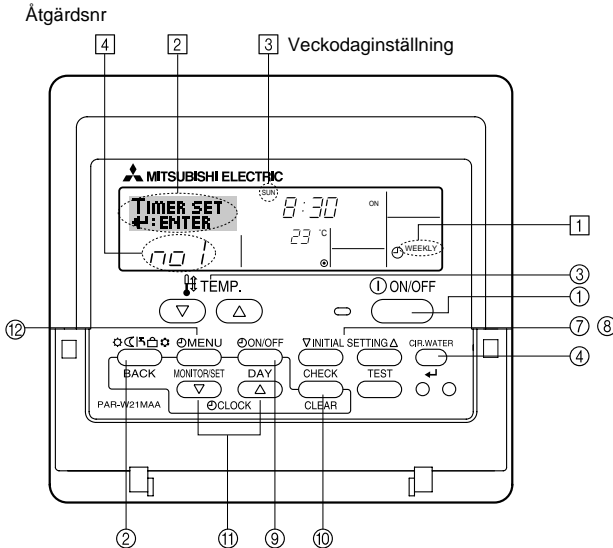 Åtgärdsnr
4 2 3 Veckodaginställning
MITSUBISHI ELECTRIC
SUN
TIMER SET
↵:ENTER
8:30 ON
23 °C
no 1
WEEKLY
1
TEMP.
ON/OFF
③
①
⑫
MENU ON/OFF ▽INITIAL SETTING△ CIR.WATER
⑦ ⑧
BACK MONITOR/SET DAY CHECK TEST ↵
④
PAR-W21MAA CLOCK CLEAR
② ⑪ ⑨ ⑩